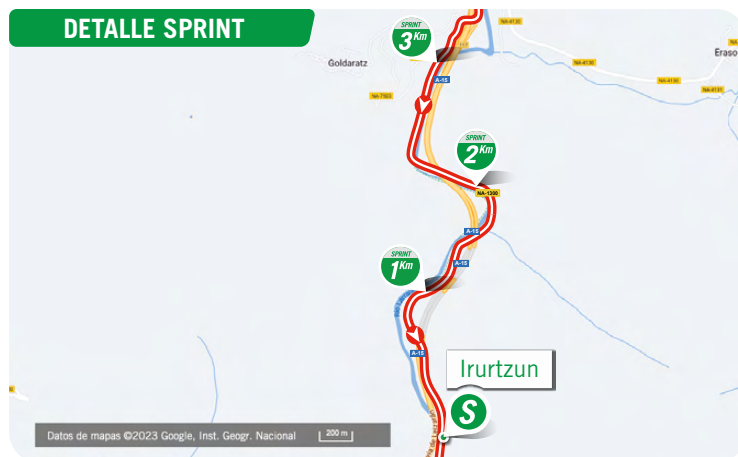 DETALLE SPRINT
SPRINT
3Km
NA-4130
Goldaratz
NA-4130
Eraso
A-15
NA-4130
NA-4131
NA-7500
SPRINT
2Km
NA-1300
A-15
A-15
SPRINT
1Km
A-15
Irurtzun
S
Datos de mapas ©2023 Google, Inst. Geogr. Nacional
200 m